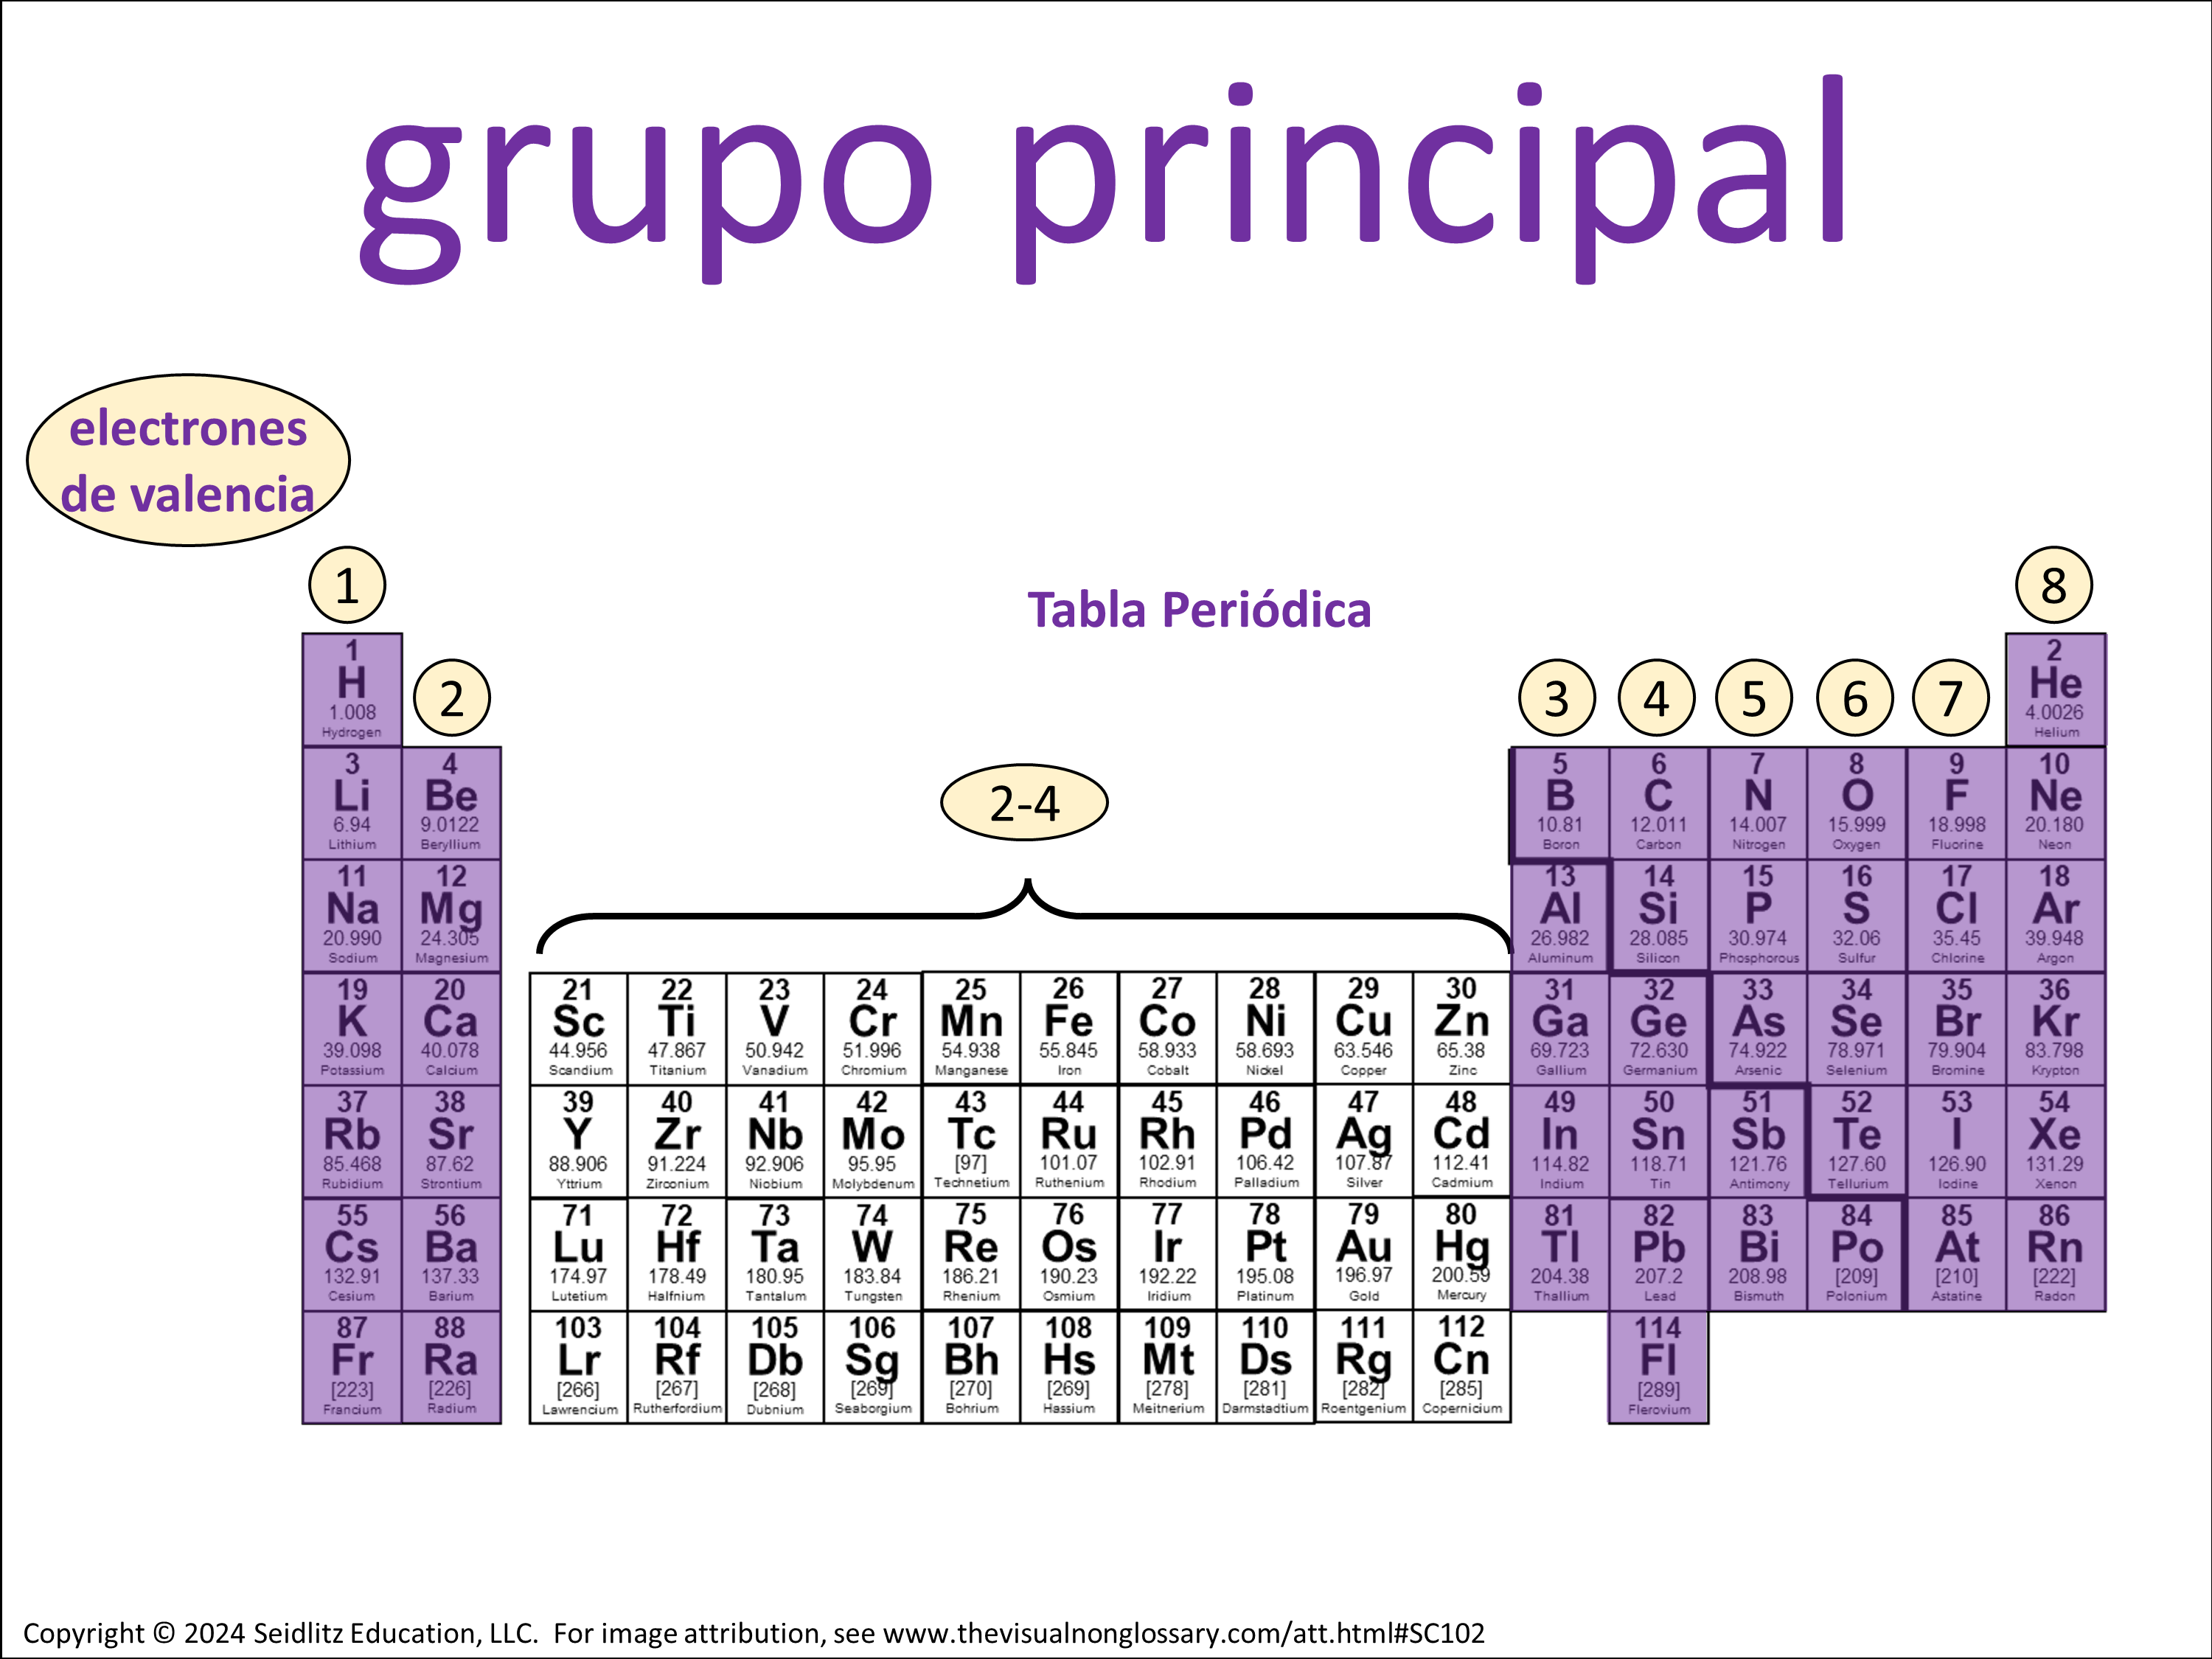 grupo principal
electrones
de valencia
1
8
Tabla Periódica
2
3 4 5 6 7
2-4
1 2
H He
1.008 4.0026
Hydrogen Helium
3 4 5 6 7 8 9 10
Li Be B C N O F Ne
6.94 9.0122 10.81 12.011 14.007 15.999 18.998 20.180
Lithium Beryllium Boron Carbon Nitrogen Oxygen Fluorine Neon
11 12 13 14 15 16 17 18
Na Mg Al Si P S Cl Ar
20.990 24.305 26.982 28.085 30.974 32.06 35.45 39.948
Sodium Magnesium Aluminum Silicon Phosphorous Sulfur Chlorine Argon
19 20 21 22 23 24 25 26 27 28 29 30 31 32 33 34 35 36
K Ca Sc Ti V Cr Mn Fe Co Ni Cu Zn Ga Ge As Se Br Kr
39.098 40.078 44.956 47.867 50.942 51.996 54.938 55.845 58.933 58.693 63.546 65.38 69.723 72.630 74.922 78.971 79.904 83.798
Potassium Calcium Scandium Titanium Vanadium Chromium Manganese Iron Cobalt Nickel Copper Zinc Gallium Germanium Arsenic Selenium Bromine Krypton
37 38 39 40 41 42 43 44 45 46 47 48 49 50 51 52 53 54
Rb Sr Y Zr Nb Mo Tc Ru Rh Pd Ag Cd In Sn Sb Te I Xe
85.468 87.62 88.906 91.224 92.906 95.95 [97] 101.07 102.91 106.42 107.87 112.41 114.82 118.71 121.76 127.60 126.90 131.29
Rubidium Strontium Yttrium Zirconium Niobium Molybdenum Technetium Ruthenium Rhodium Palladium Silver Cadmium Indium Tin Antimony Tellurium Iodine Xenon
55 56 71 72 73 74 75 76 77 78 79 80 81 82 83 84 85 86
Cs Ba Lu Hf Ta W Re Os Ir Pt Au Hg Tl Pb Bi Po At Rn
132.91 137.33 174.97 178.49 180.95 183.84 186.21 190.23 192.22 195.08 196.97 200.59 204.38 207.2 208.98 [209] [210] [222]
Cesium Barium Lutetium Halfnium Tantalum Tungsten Rhenium Osmium Iridium Platinum Gold Mercury Thallium Lead Bismuth Polonium Astatine Radon
87 88 103 104 105 106 107 108 109 110 111 112 114
Fr Ra Lr Rf Db Sg Bh Hs Mt Ds Rg Cn Fl
[223] [226] [266] [267] [268] [269] [270] [269] [278] [281] [282] [285] [289]
Francium Radium Lawrencium Rutherfordium Dubnium Seaborgium Bohrium Hassium Meitnerium Darmstadtium Roentgenium Copernicium Flerovium
Copyright © 2024 Seidlitz Education, LLC. For image attribution, see www.thevisualnonglossary.com/att.html#SC102